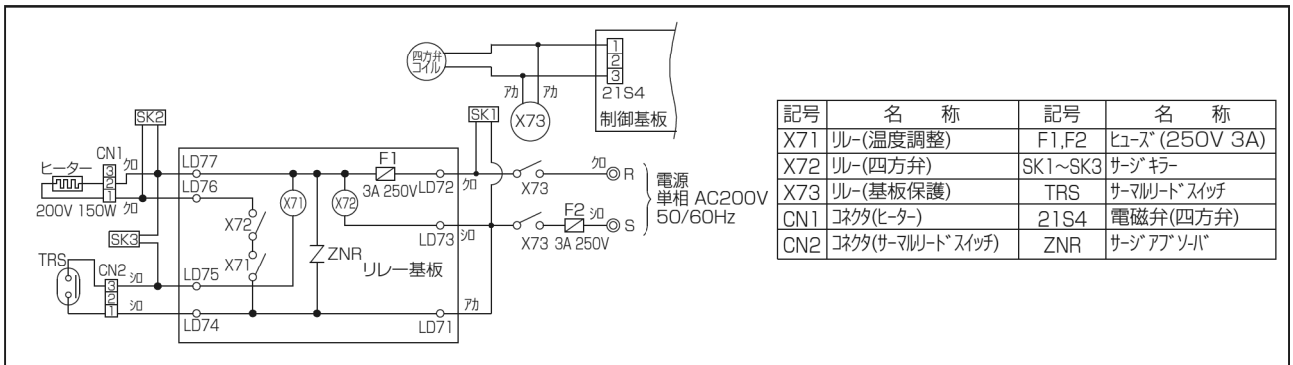 四方弁
コイル
1
2
3
21S4
制御基板
アカ
アカ
X73
SK1
SK2
ヒーター
CN1
クロ
3
2
1
200V 150W
クロ
LD77
LD76
F1
3A 250V
LD72
クロ
X73
クロ
R
電源
単相 AC200V
50/60Hz
X71
X72
X72
X71
ZNR
リレー基板
LD73
シロ
X73
F2
シロ
3A 250V
S
SK3
TRS
CN2
シロ
3
2
1
シロ
LD75
LD74
アカ
LD71
記号 名 称 記号 名 称
X71 リレー(温度調整) F1,F2 ヒューズ(250V 3A)
X72 リレー(四方弁) SK1~SK3 サージキラー
X73 リレー(基板保護) TRS サーマルリードスイッチ
CN1 コネクタ(ヒーター) 21S4 電磁弁(四方弁)
CN2 コネクタ(サーマルリードスイッチ) ZNR サージアブソーバ